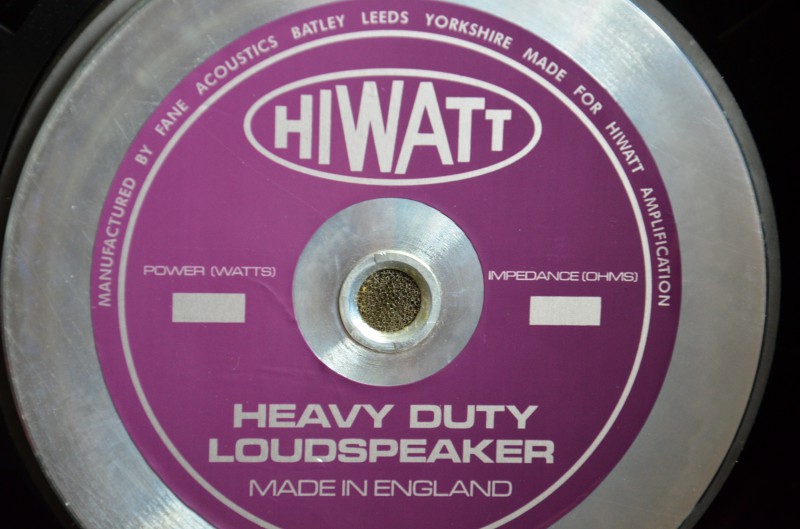 MANUFACTURED BY FANE ACOUSTICS BATLEY LEEDS YORKSHIRE MADE FOR HIWATT AMPLIFICATION
HIWATT
POWER (WATTS)
IMPEDANCE (OHMS)
HEAVY DUTY
LOUDSPEAKER
MADE IN ENGLAND